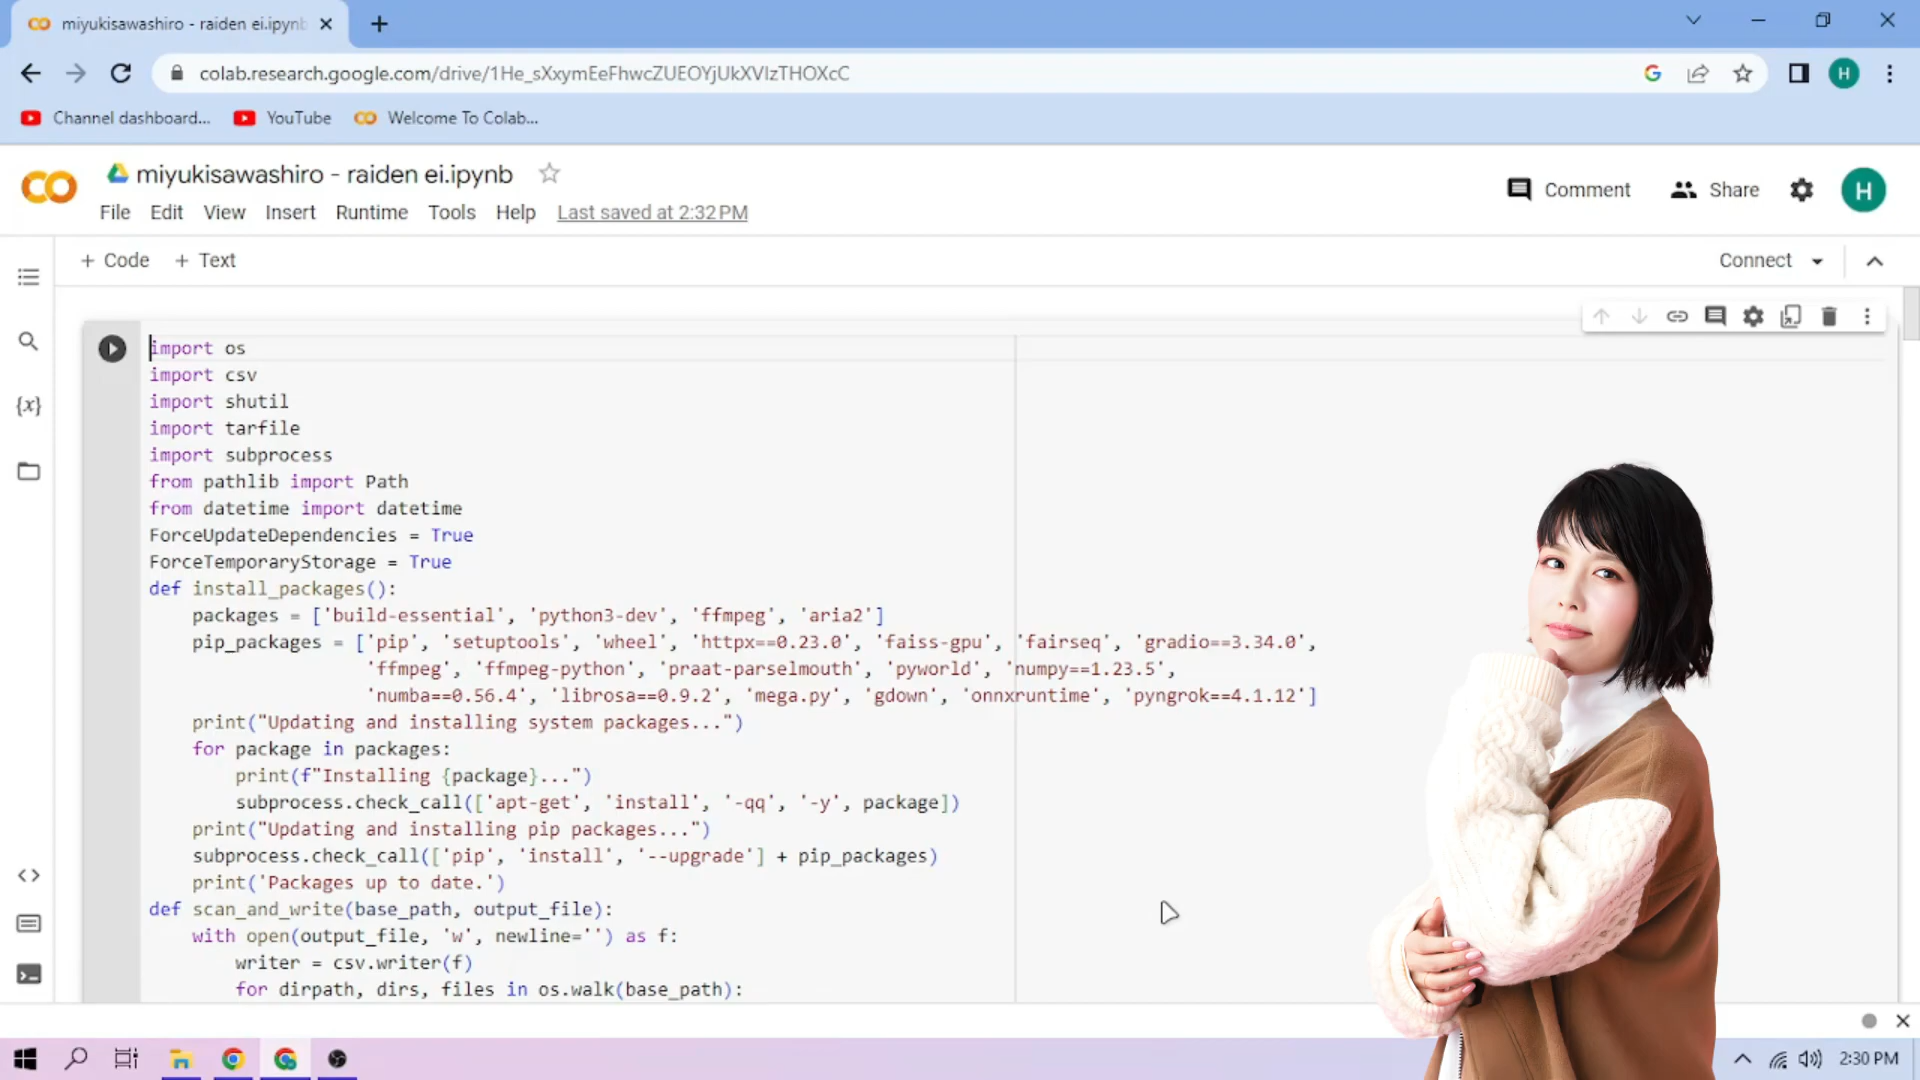 miyukisawashiro - raiden ei.ipynb
colab.research.google.com/drive/1He_sXxymEeFhwcZUEOYjUkXVIzTHOXcC
H
Channel dashboard...
YouTube
Welcome To Colab...
miyukisawashiro - raiden ei.ipynb
Comment
Share
H
File Edit View Insert Runtime Tools Help Last saved at 2:32 PM
+ Code + Text
Connect
import os
import csv
import shutil
import tarfile
import subprocess
from pathlib import Path
from datetime import datetime
ForceUpdateDependencies = True
ForceTemporaryStorage = True
def install_packages():
    packages = ['build-essential', 'python3-dev', 'ffmpeg', 'aria2']
    pip_packages = ['pip', 'setuptools', 'wheel', 'httpx==0.23.0', 'faiss-gpu', 'fairseq', 'gradio==3.34.0',
                    'ffmpeg', 'ffmpeg-python', 'praat-parselmouth', 'pyworld', 'numpy==1.23.5',
                    'numba==0.56.4', 'librosa==0.9.2', 'mega.py', 'gdown', 'onnxruntime', 'pyngrok==4.1.12']
    print("Updating and installing system packages...")
    for package in packages:
        print(f"Installing {package}...")
        subprocess.check_call(['apt-get', 'install', '-qq', '-y', package])
    print("Updating and installing pip packages...")
    subprocess.check_call(['pip', 'install', '--upgrade'] + pip_packages)
    print('Packages up to date.')
def scan_and_write(base_path, output_file):
    with open(output_file, 'w', newline='') as f:
        writer = csv.writer(f)
        for dirpath, dirs, files in os.walk(base_path):
2:30 PM